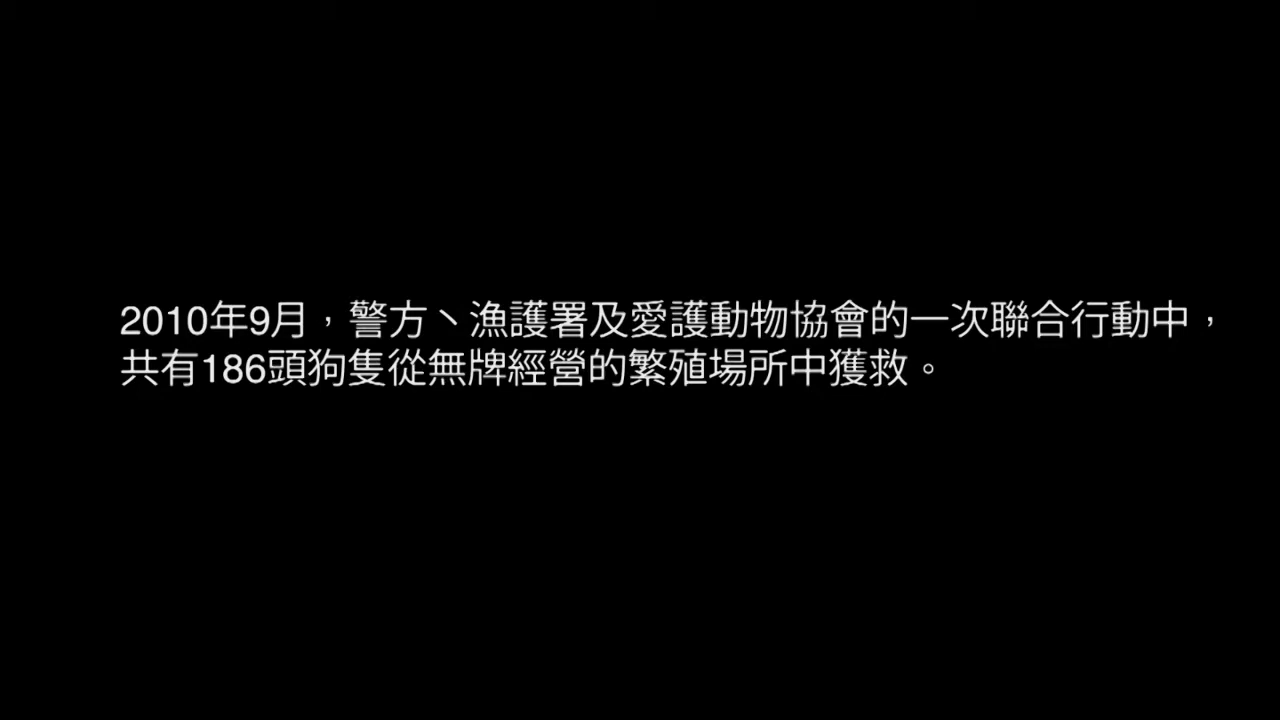 2010年9月，警方丶漁護署及愛護動物協會的一次聯合行動中，
共有186頭狗隻從無牌經營的繁殖場所中獲救。